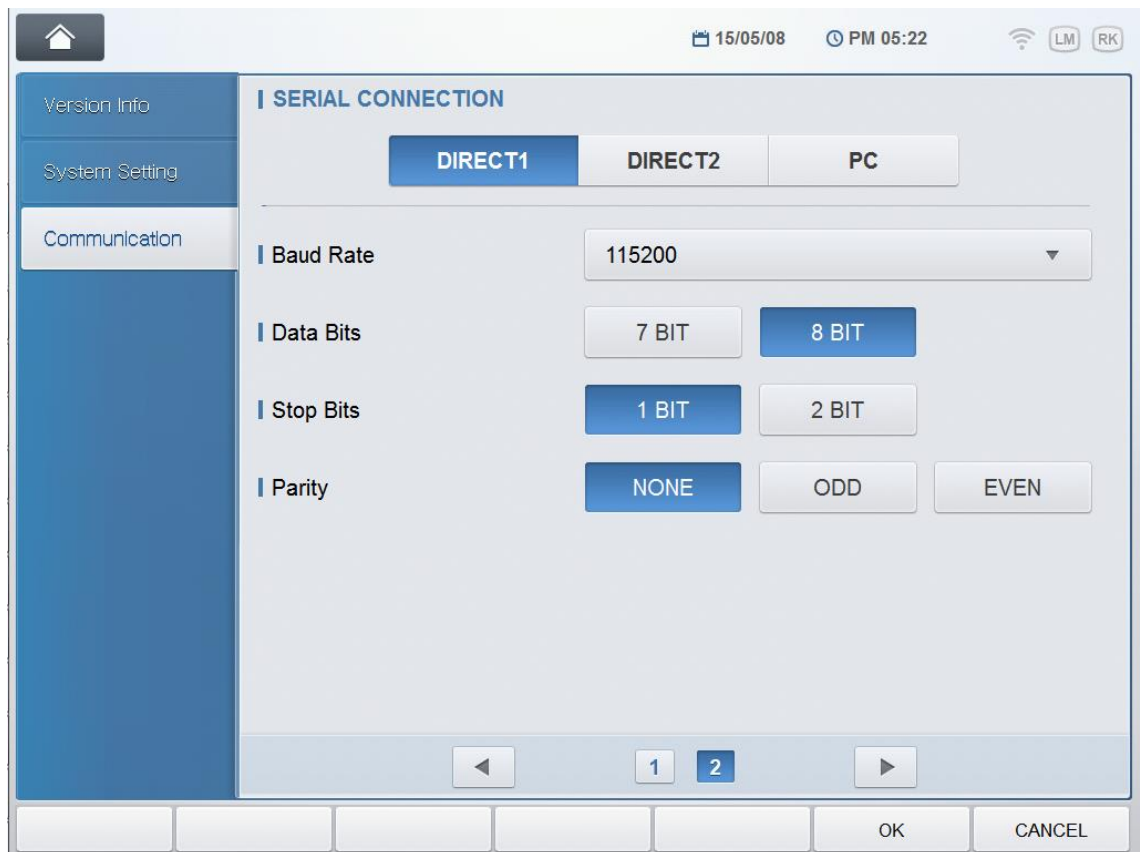 15/05/08 PM 05:22 LM RK
Version Info
System Setting
Communication
SERIAL CONNECTION
DIRECT1 DIRECT2 PC
Baud Rate 115200
Data Bits 7 BIT 8 BIT
Stop Bits 1 BIT 2 BIT
Parity NONE ODD EVEN
1 2
OK CANCEL